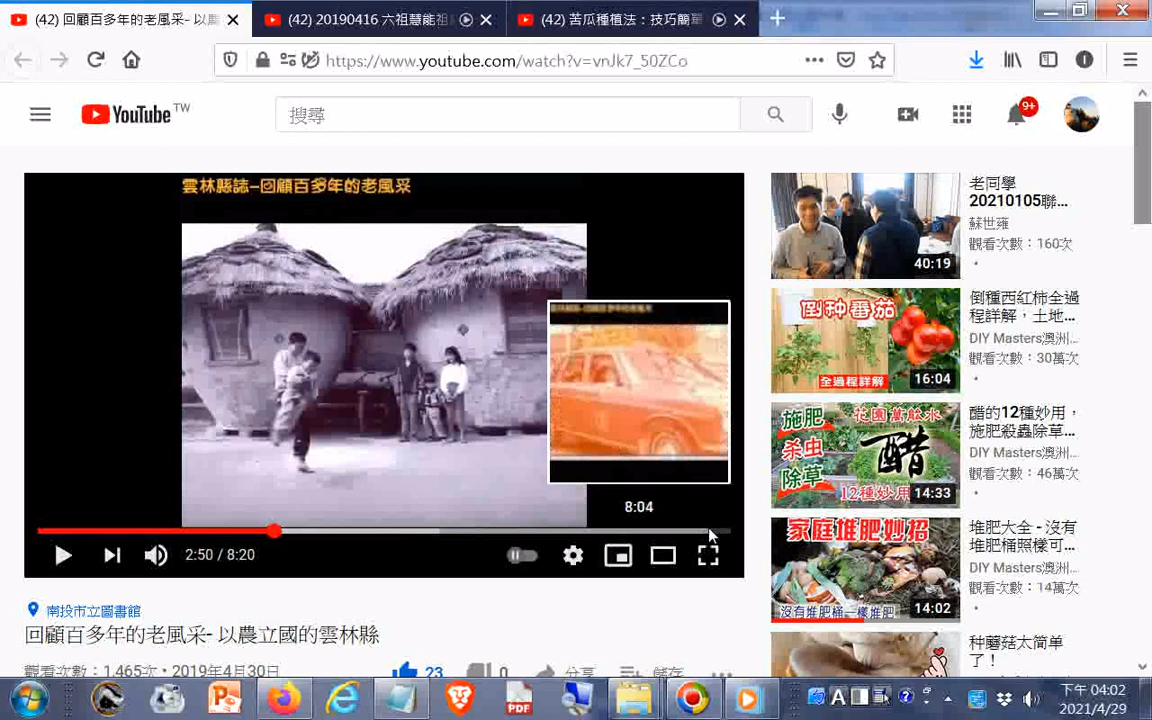 (42) 回顧百多年的老風采- 以
(42) 20190416 六祖慧能祖
(42) 苦瓜種植法：技巧簡單
https://www.youtube.com/watch?v=vnJk7_50ZCo
YouTube TW
搜尋
9+
雲林縣誌-回顧百多年的老風采
8:04
2:50 / 8:20
南投市立圖書館
回顧百多年的老風采- 以農立國的雲林縣
觀看次數：1,465次 • 2019年4月30日
23
0
分享
儲存
老同學
20210105聯...
蘇世雍
觀看次數：160次
40:19
倒种番茄
全過程詳解
16:04
倒種西紅柿全過
程詳解，土地...
DIY Masters澳洲...
觀看次數：30萬次
施肥
杀虫
除草
花園萬餘水
醋
12種妙用
14:33
醋的12種妙用，
施肥殺蟲除草...
DIY Masters澳洲...
觀看次數：46萬次
家庭堆肥妙招
沒有堆肥桶一樣堆肥
14:02
堆肥大全 - 沒有
堆肥桶照樣可...
DIY Masters澳洲...
觀看次數：14萬次
种蘑菇太简单
了！
PDF
A
下午 04:02
2021/4/29